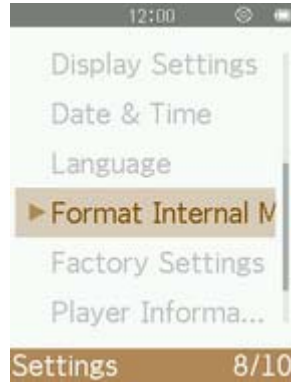 12:00
Display Settings
Date & Time
Language
Format Internal M
Factory Settings
Player Informa...
Settings 8/10